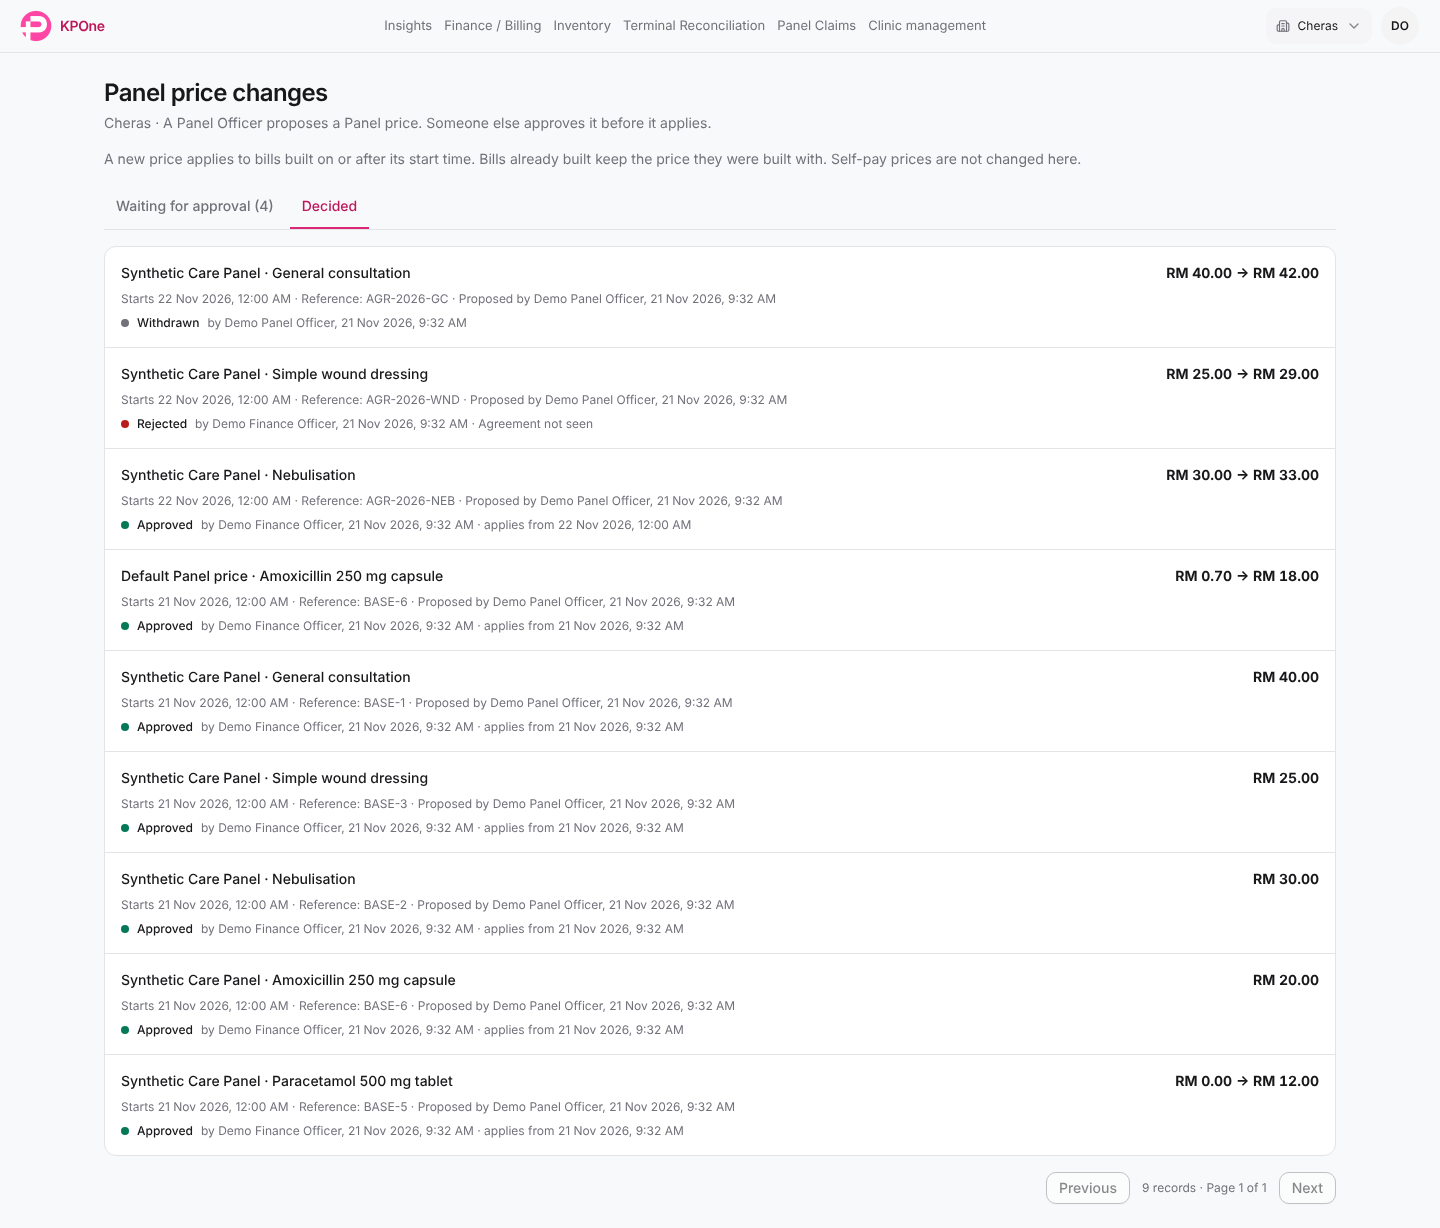 KPOne
Insights Finance / Billing Inventory Terminal Reconciliation Panel Claims Clinic management
Cheras
DO
Panel price changes
Cheras · A Panel Officer proposes a Panel price. Someone else approves it before it applies.
A new price applies to bills built on or after its start time. Bills already built keep the price they were built with. Self-pay prices are not changed here.
Waiting for approval (4) Decided
Synthetic Care Panel · General consultation RM 40.00 → RM 42.00
Starts 22 Nov 2026, 12:00 AM · Reference: AGR-2026-GC · Proposed by Demo Panel Officer, 21 Nov 2026, 9:32 AM
Withdrawn by Demo Panel Officer, 21 Nov 2026, 9:32 AM
Synthetic Care Panel · Simple wound dressing RM 25.00 → RM 29.00
Starts 22 Nov 2026, 12:00 AM · Reference: AGR-2026-WND · Proposed by Demo Panel Officer, 21 Nov 2026, 9:32 AM
Rejected by Demo Finance Officer, 21 Nov 2026, 9:32 AM · Agreement not seen
Synthetic Care Panel · Nebulisation RM 30.00 → RM 33.00
Starts 22 Nov 2026, 12:00 AM · Reference: AGR-2026-NEB · Proposed by Demo Panel Officer, 21 Nov 2026, 9:32 AM
Approved by Demo Finance Officer, 21 Nov 2026, 9:32 AM · applies from 22 Nov 2026, 12:00 AM
Default Panel price · Amoxicillin 250 mg capsule RM 0.70 → RM 18.00
Starts 21 Nov 2026, 12:00 AM · Reference: BASE-6 · Proposed by Demo Panel Officer, 21 Nov 2026, 9:32 AM
Approved by Demo Finance Officer, 21 Nov 2026, 9:32 AM · applies from 21 Nov 2026, 9:32 AM
Synthetic Care Panel · General consultation RM 40.00
Starts 21 Nov 2026, 12:00 AM · Reference: BASE-1 · Proposed by Demo Panel Officer, 21 Nov 2026, 9:32 AM
Approved by Demo Finance Officer, 21 Nov 2026, 9:32 AM · applies from 21 Nov 2026, 9:32 AM
Synthetic Care Panel · Simple wound dressing RM 25.00
Starts 21 Nov 2026, 12:00 AM · Reference: BASE-3 · Proposed by Demo Panel Officer, 21 Nov 2026, 9:32 AM
Approved by Demo Finance Officer, 21 Nov 2026, 9:32 AM · applies from 21 Nov 2026, 9:32 AM
Synthetic Care Panel · Nebulisation RM 30.00
Starts 21 Nov 2026, 12:00 AM · Reference: BASE-2 · Proposed by Demo Panel Officer, 21 Nov 2026, 9:32 AM
Approved by Demo Finance Officer, 21 Nov 2026, 9:32 AM · applies from 21 Nov 2026, 9:32 AM
Synthetic Care Panel · Amoxicillin 250 mg capsule RM 20.00
Starts 21 Nov 2026, 12:00 AM · Reference: BASE-6 · Proposed by Demo Panel Officer, 21 Nov 2026, 9:32 AM
Approved by Demo Finance Officer, 21 Nov 2026, 9:32 AM · applies from 21 Nov 2026, 9:32 AM
Synthetic Care Panel · Paracetamol 500 mg tablet RM 0.00 → RM 12.00
Starts 21 Nov 2026, 12:00 AM · Reference: BASE-5 · Proposed by Demo Panel Officer, 21 Nov 2026, 9:32 AM
Approved by Demo Finance Officer, 21 Nov 2026, 9:32 AM · applies from 21 Nov 2026, 9:32 AM
Previous 9 records · Page 1 of 1 Next